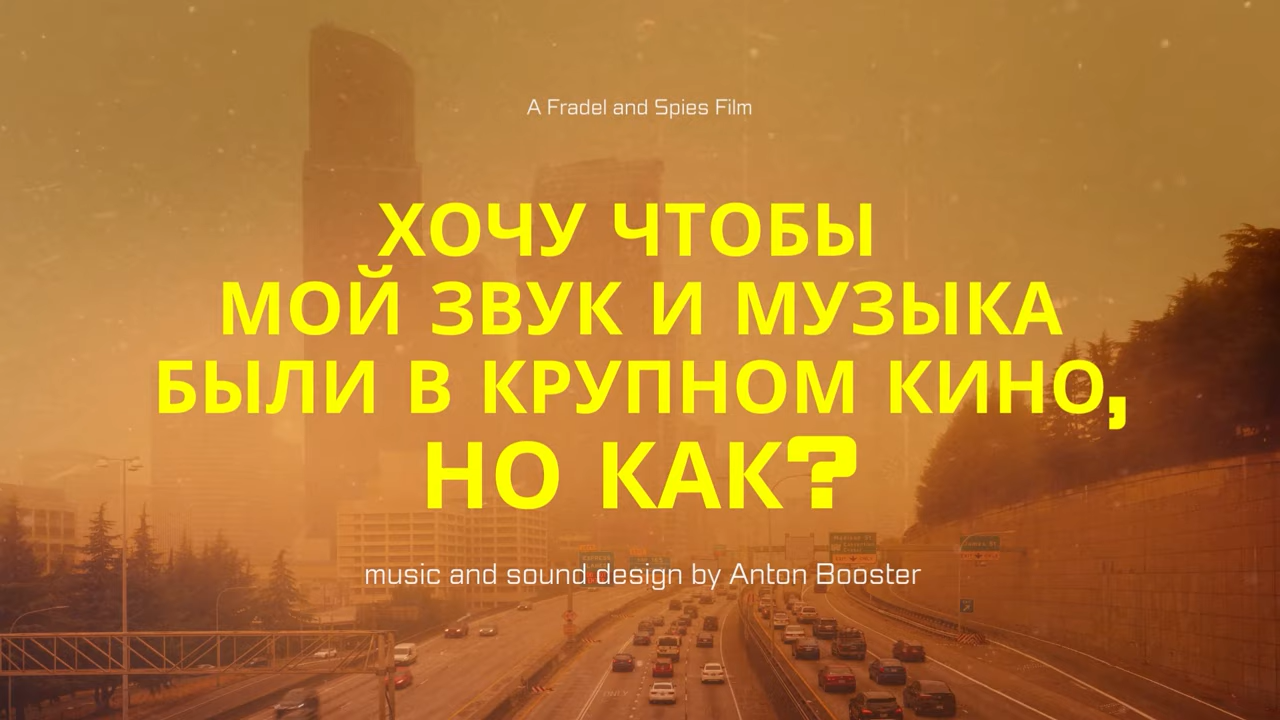 A Fradel and Spies Film
ХОЧУ ЧТОБЫ
МОЙ ЗВУК И МУЗЫКА
БЫЛИ В КРУПНОМ КИНО,
НО КАК?
music and sound design by Anton Booster